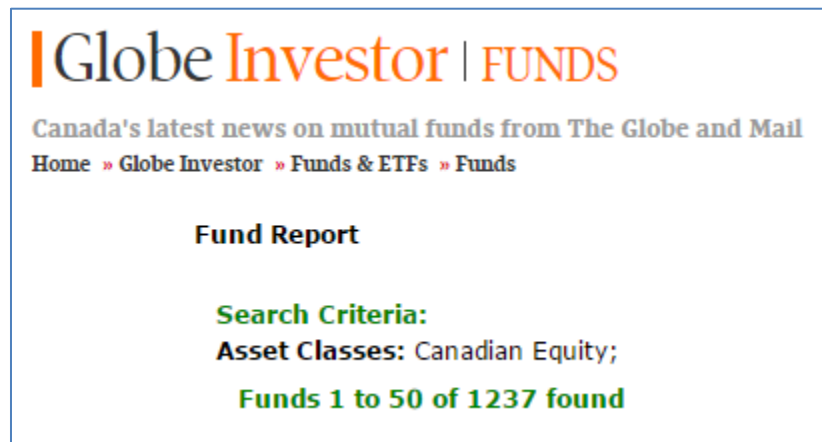 Globe Investor | FUNDS
Canada's latest news on mutual funds from The Globe and Mail
Home » Globe Investor » Funds & ETFs » Funds
Fund Report
Search Criteria:
Asset Classes: Canadian Equity;
Funds 1 to 50 of 1237 found